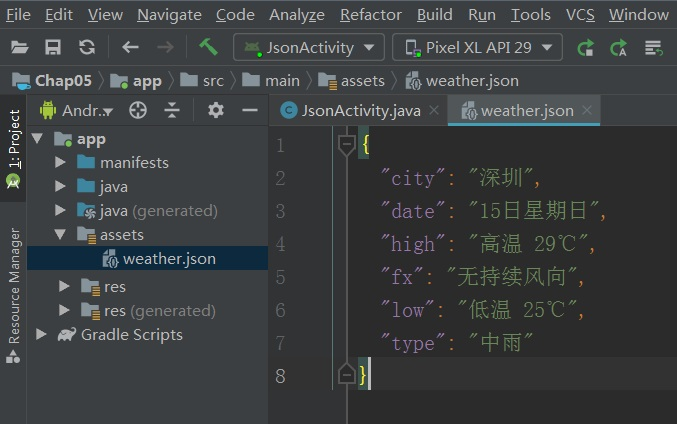 File Edit View Navigate Code Analyze Refactor Build Run Tools VCS Window
JsonActivity Pixel XL API 29
Chap05 app src main assets weather.json
1: Project
Resource Manager
Andr...
app
manifests
java
java (generated)
assets
weather.json
res
res (generated)
Gradle Scripts
JsonActivity.java weather.json
1 {
2 "city": "深圳",
3 "date": "15日星期日",
4 "high": "高温 29℃",
5 "fx": "无持续风向",
6 "low": "低温 25℃",
7 "type": "中雨"
8 }